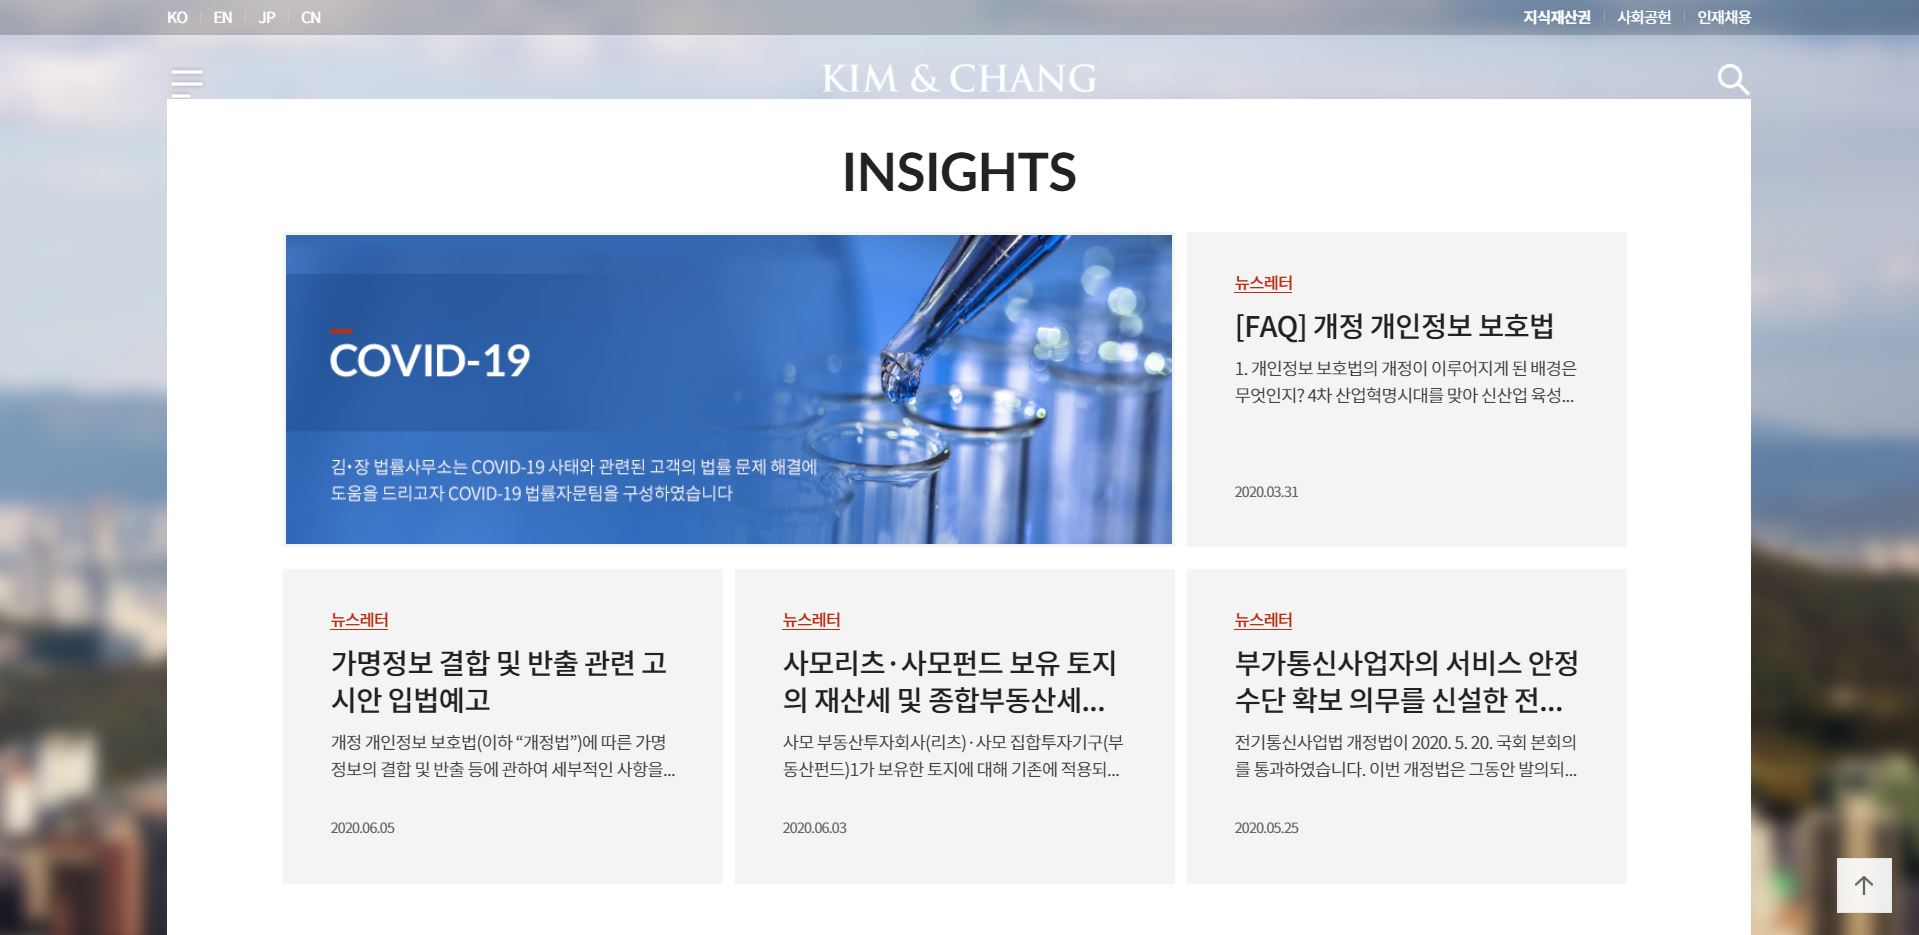 KO
EN
JP
CN
지식재산권
사회공헌
인재채용
KIM & CHANG
INSIGHTS
COVID-19
김·장 법률사무소는 COVID-19 사태와 관련된 고객의 법률 문제 해결에
도움을 드리고자 COVID-19 법률자문팀을 구성하였습니다
뉴스레터
[FAQ] 개정 개인정보 보호법
1. 개인정보 보호법의 개정이 이루어지게 된 배경은
무엇인지? 4차 산업혁명시대를 맞아 신산업 육성...
2020.03.31
뉴스레터
가명정보 결합 및 반출 관련 고
시안 입법예고
개정 개인정보 보호법(이하 “개정법”)에 따른 가명
정보의 결합 및 반출 등에 관하여 세부적인 사항을...
2020.06.05
뉴스레터
사모리츠·사모펀드 보유 토지
의 재산세 및 종합부동산세...
사모 부동산투자회사(리츠)·사모 집합투자기구(부
동산펀드)1가 보유한 토지에 대해 기존에 적용되...
2020.06.03
뉴스레터
부가통신사업자의 서비스 안정
수단 확보 의무를 신설한 전...
전기통신사업법 개정법이 2020. 5. 20. 국회 본회의
를 통과하였습니다. 이번 개정법은 그동안 발의되...
2020.05.25